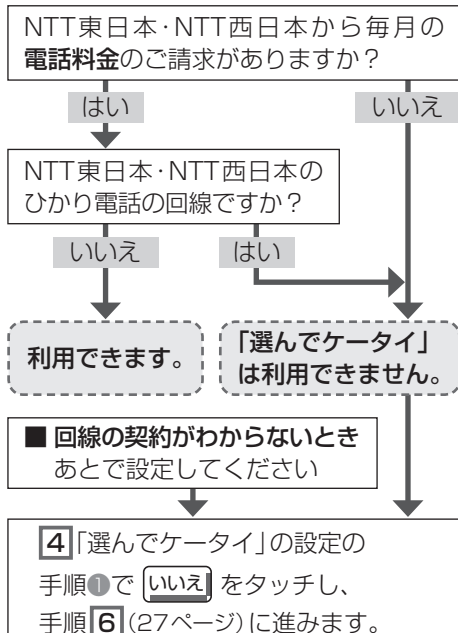 NTT東日本･NTT西日本から毎月の
電話料金のご請求がありますか？
はい
いいえ
NTT東日本･NTT西日本の
ひかり電話の回線ですか？
いいえ
はい
利用できます。
「選んでケータイ」
は利用できません。
■ 回線の契約がわからないとき
あとで設定してください
4「選んでケータイ」の設定の
手順❶で いいえ をタッチし、
手順6(27ページ)に進みます。